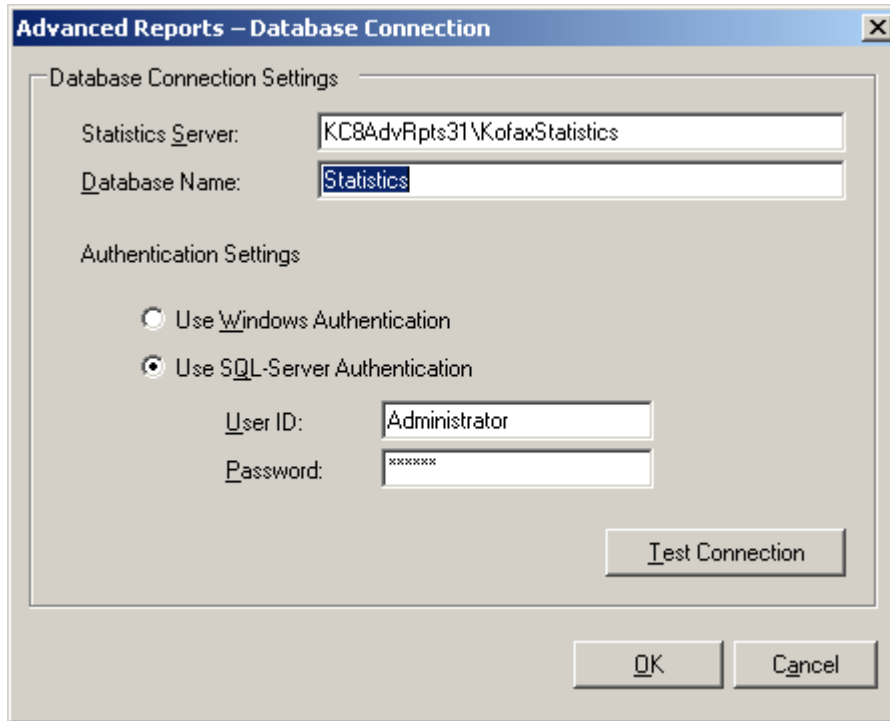 Advanced Reports – Database Connection
Database Connection Settings
Statistics Server: KC8AdvRpts31\KofaxStatistics
Database Name: Statistics
Authentication Settings
Use Windows Authentication
Use SQL-Server Authentication
User ID: Administrator
Password: ******
Test Connection
OK Cancel